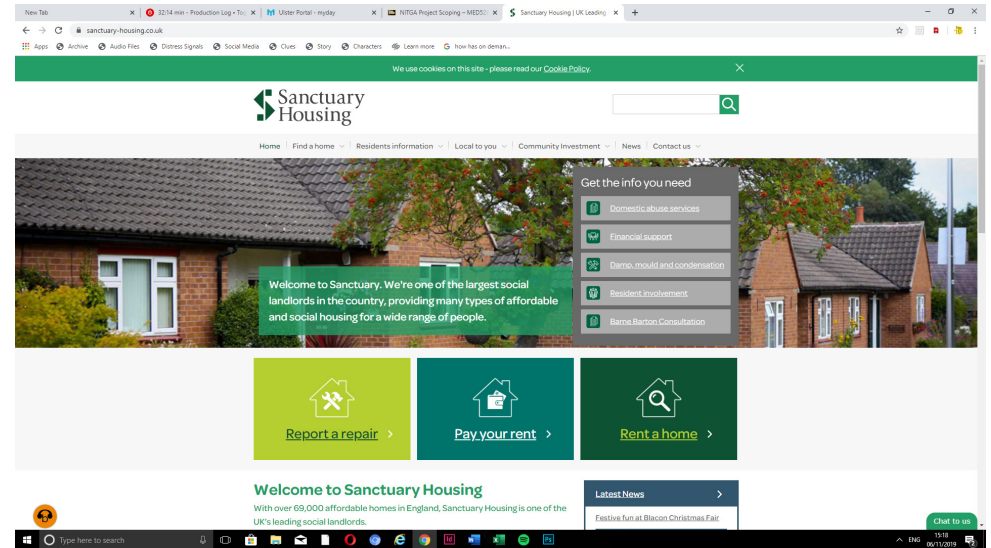 New Tab
32:14 min - Production Log • Tog
Ulster Portal - myday
NITGA Project Scoping ~ MED52
Sanctuary Housing | UK Leading
sanctuary-housing.co.uk
Apps Archive Audio Files Distress Signals Social Media Clues Story Characters Learn more how has on deman...
We use cookies on this site - please read our Cookie Policy.
Sanctuary
Housing
Home Find a home Residents information Local to you Community Investment News Contact us
Get the info you need
Domestic abuse services
Financial support
Damp, mould and condensation
Resident involvement
Barne Barton Consultation
Welcome to Sanctuary. We're one of the largest social
landlords in the country, providing many types of affordable
and social housing for a wide range of people.
Report a repair
Pay your rent
Rent a home
Welcome to Sanctuary Housing
With over 69,000 affordable homes in England, Sanctuary Housing is one of the
UK's leading social landlords.
Latest News
Festive fun at Blacon Christmas Fair
Chat to us
Type here to search
ENG
15:18
06/11/2019